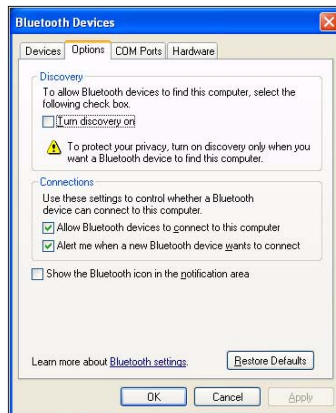 Bluetooth Devices
Devices Options COM Ports Hardware
Discovery
To allow Bluetooth devices to find this computer, select the
following check box.
Turn discovery on
To protect your privacy, turn on discovery only when you
want a Bluetooth device to find this computer.
Connections
Use these settings to control whether a Bluetooth
device can connect to this computer.
Allow Bluetooth devices to connect to this computer
Alert me when a new Bluetooth device wants to connect
Show the Bluetooth icon in the notification area
Learn more about Bluetooth settings. Restore Defaults
OK Cancel Apply